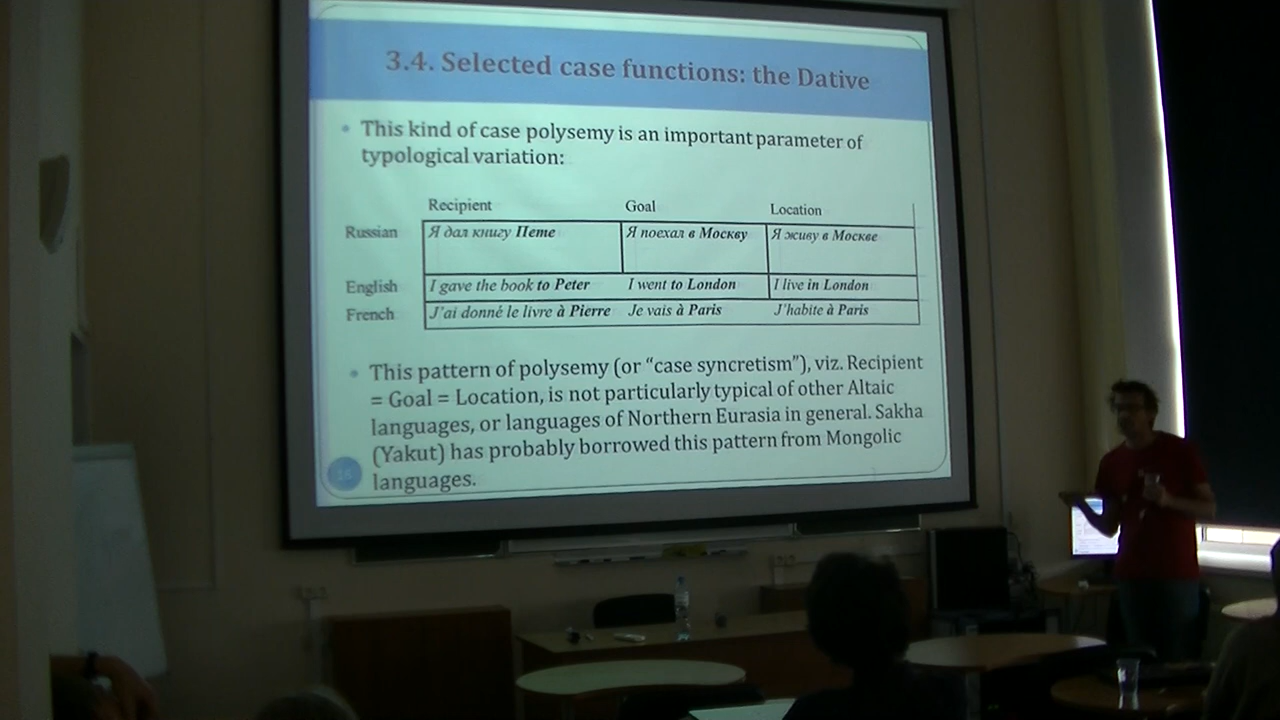 3.4. Selected case functions: the Dative
This kind of case polysemy is an important parameter of
typological variation:
Recipient Goal Location
Russian Я дал книгу Пете Я поехал в Москву Я живу в Москве
English I gave the book to Peter I went to London I live in London
French J'ai donné le livre à Pierre Je vais à Paris J'habite à Paris
This pattern of polysemy (or “case syncretism”), viz. Recipient
= Goal = Location, is not particularly typical of other Altaic
languages, or languages of Northern Eurasia in general. Sakha
(Yakut) has probably borrowed this pattern from Mongolic
languages.